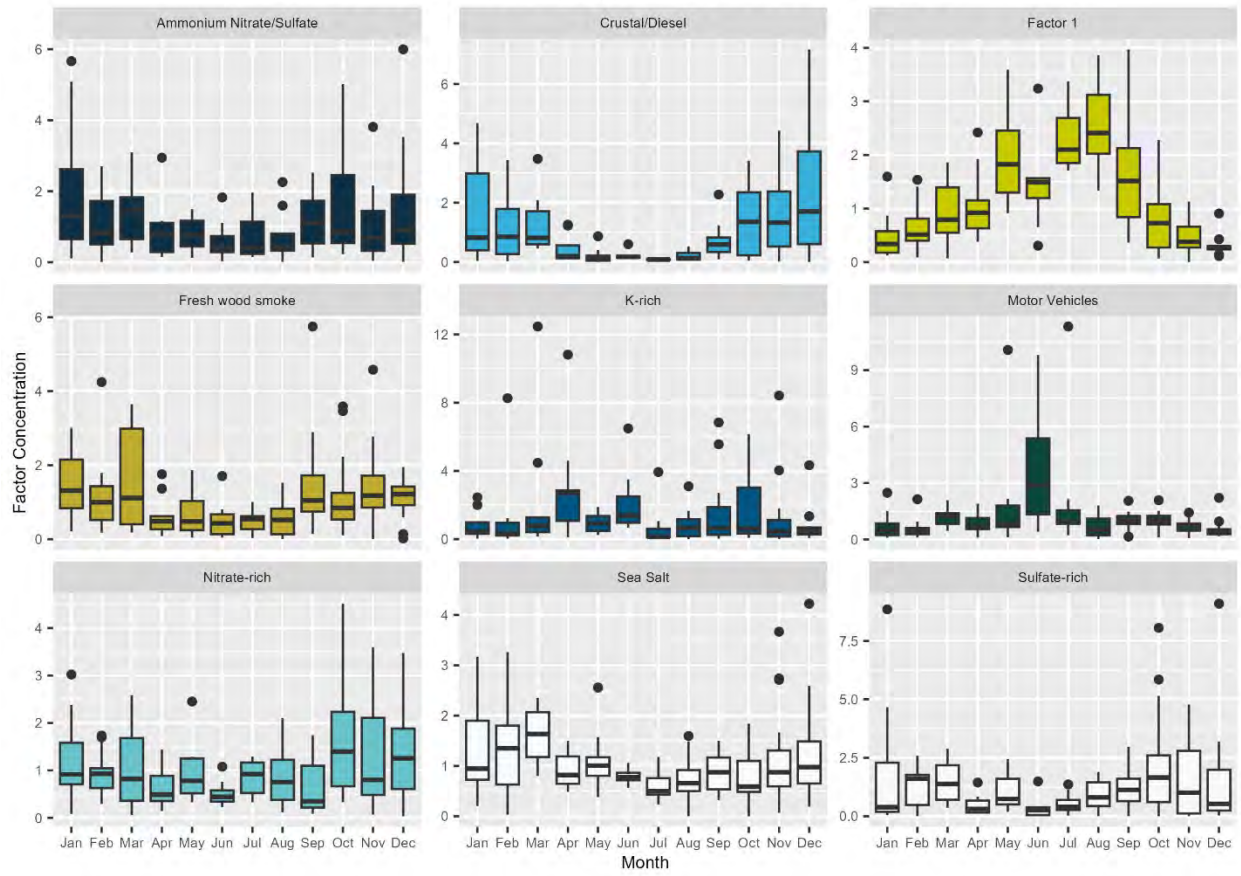 Ammonium Nitrate/Sulfate Crustal/Diesel Factor 1
6 4 2 0
6 4 2 0
4 3 2 1 0
Fresh wood smoke K-rich Motor Vehicles
Factor Concentration
6 4 2 0
12 8 4 0
9 6 3 0
Nitrate-rich Sea Salt Sulfate-rich
4 3 2 1 0
4 3 2 1 0
7.5 5.0 2.5 0.0
Jan Feb Mar Apr May Jun Jul Aug Sep Oct Nov Dec Jan Feb Mar Apr May Jun Jul Aug Sep Oct Nov Dec Jan Feb Mar Apr May Jun Jul Aug Sep Oct Nov Dec
Month